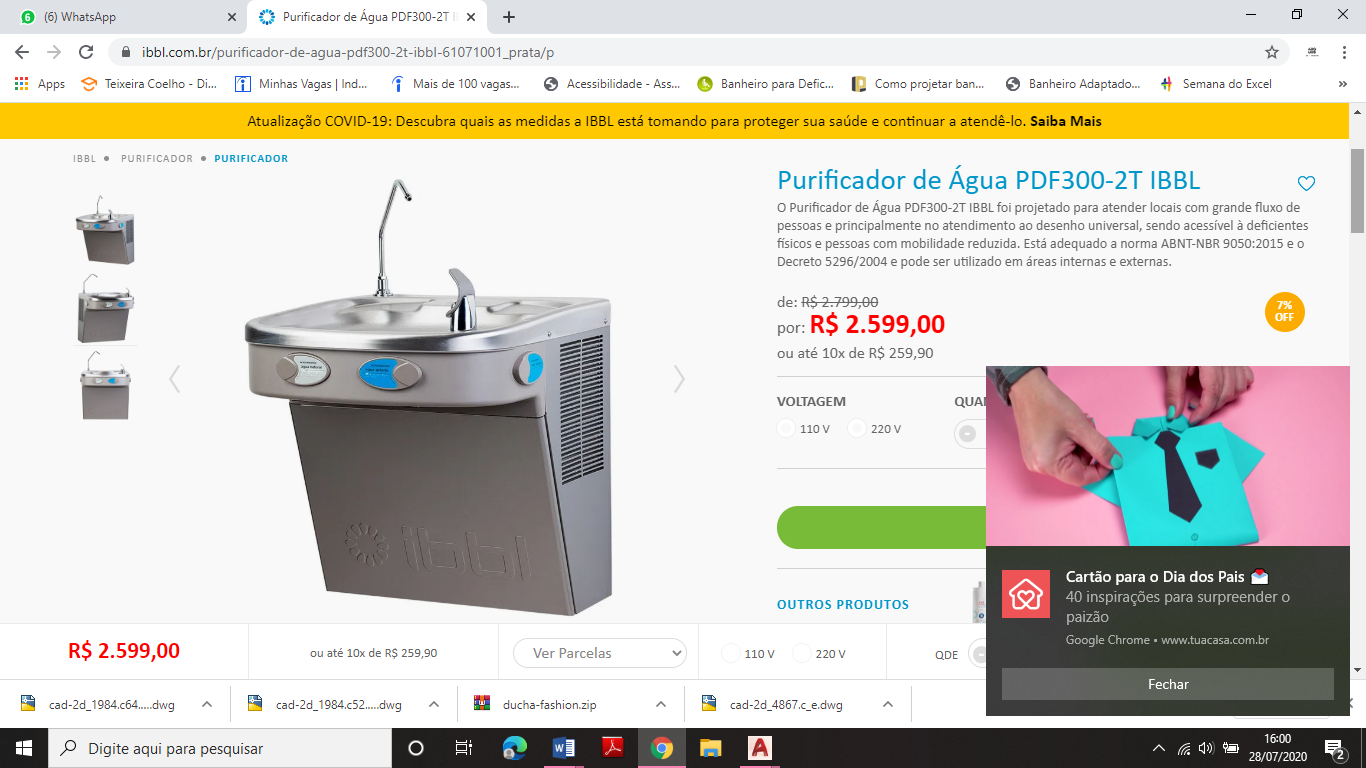 (6) WhatsApp
Purificador de Água PDF300-2T I
ibbl.com.br/purificador-de-agua-pdf300-2t-ibbl-61071001_prata/p
Apps
Teixeira Coelho - Di...
Minhas Vagas | Ind...
Mais de 100 vagas...
Acessibilidade - Ass...
Banheiro para Defic...
Como projetar ban...
Banheiro Adaptado...
Semana do Excel
»
Atualização COVID-19: Descubra quais as medidas a IBBL está tomando para proteger sua saúde e continuar a atendê-lo. Saiba Mais
IBBL • PURIFICADOR • PURIFICADOR
Purificador de Água PDF300-2T IBBL
O Purificador de Água PDF300-2T IBBL foi projetado para atender locais com grande fluxo de
pessoas e principalmente no atendimento ao desenho universal, sendo acessível à deficientes
físicos e pessoas com mobilidade reduzida. Está adequado a norma ABNT-NBR 9050:2015 e o
Decreto 5296/2004 e pode ser utilizado em áreas internas e externas.
de: R$ 2.799,00
por: R$ 2.599,00
7%
OFF
ou até 10x de R$ 259,90
VOLTAGEM
QUAN
110 V
220 V
ibbl
OUTROS PRODUTOS
Cartão para o Dia dos Pais 💌
40 inspirações para surpreender o
paizão
Google Chrome • www.tuacasa.com.br
Fechar
R$ 2.599,00
ou até 10x de R$ 259,90
Ver Parcelas
110 V
220 V
QDE
cad-2d_1984.c64.....dwg
cad-2d_1984.c52.....dwg
ducha-fashion.zip
cad-2d_4867.c_e.dwg
Digite aqui para pesquisar
16:00
28/07/2020
2